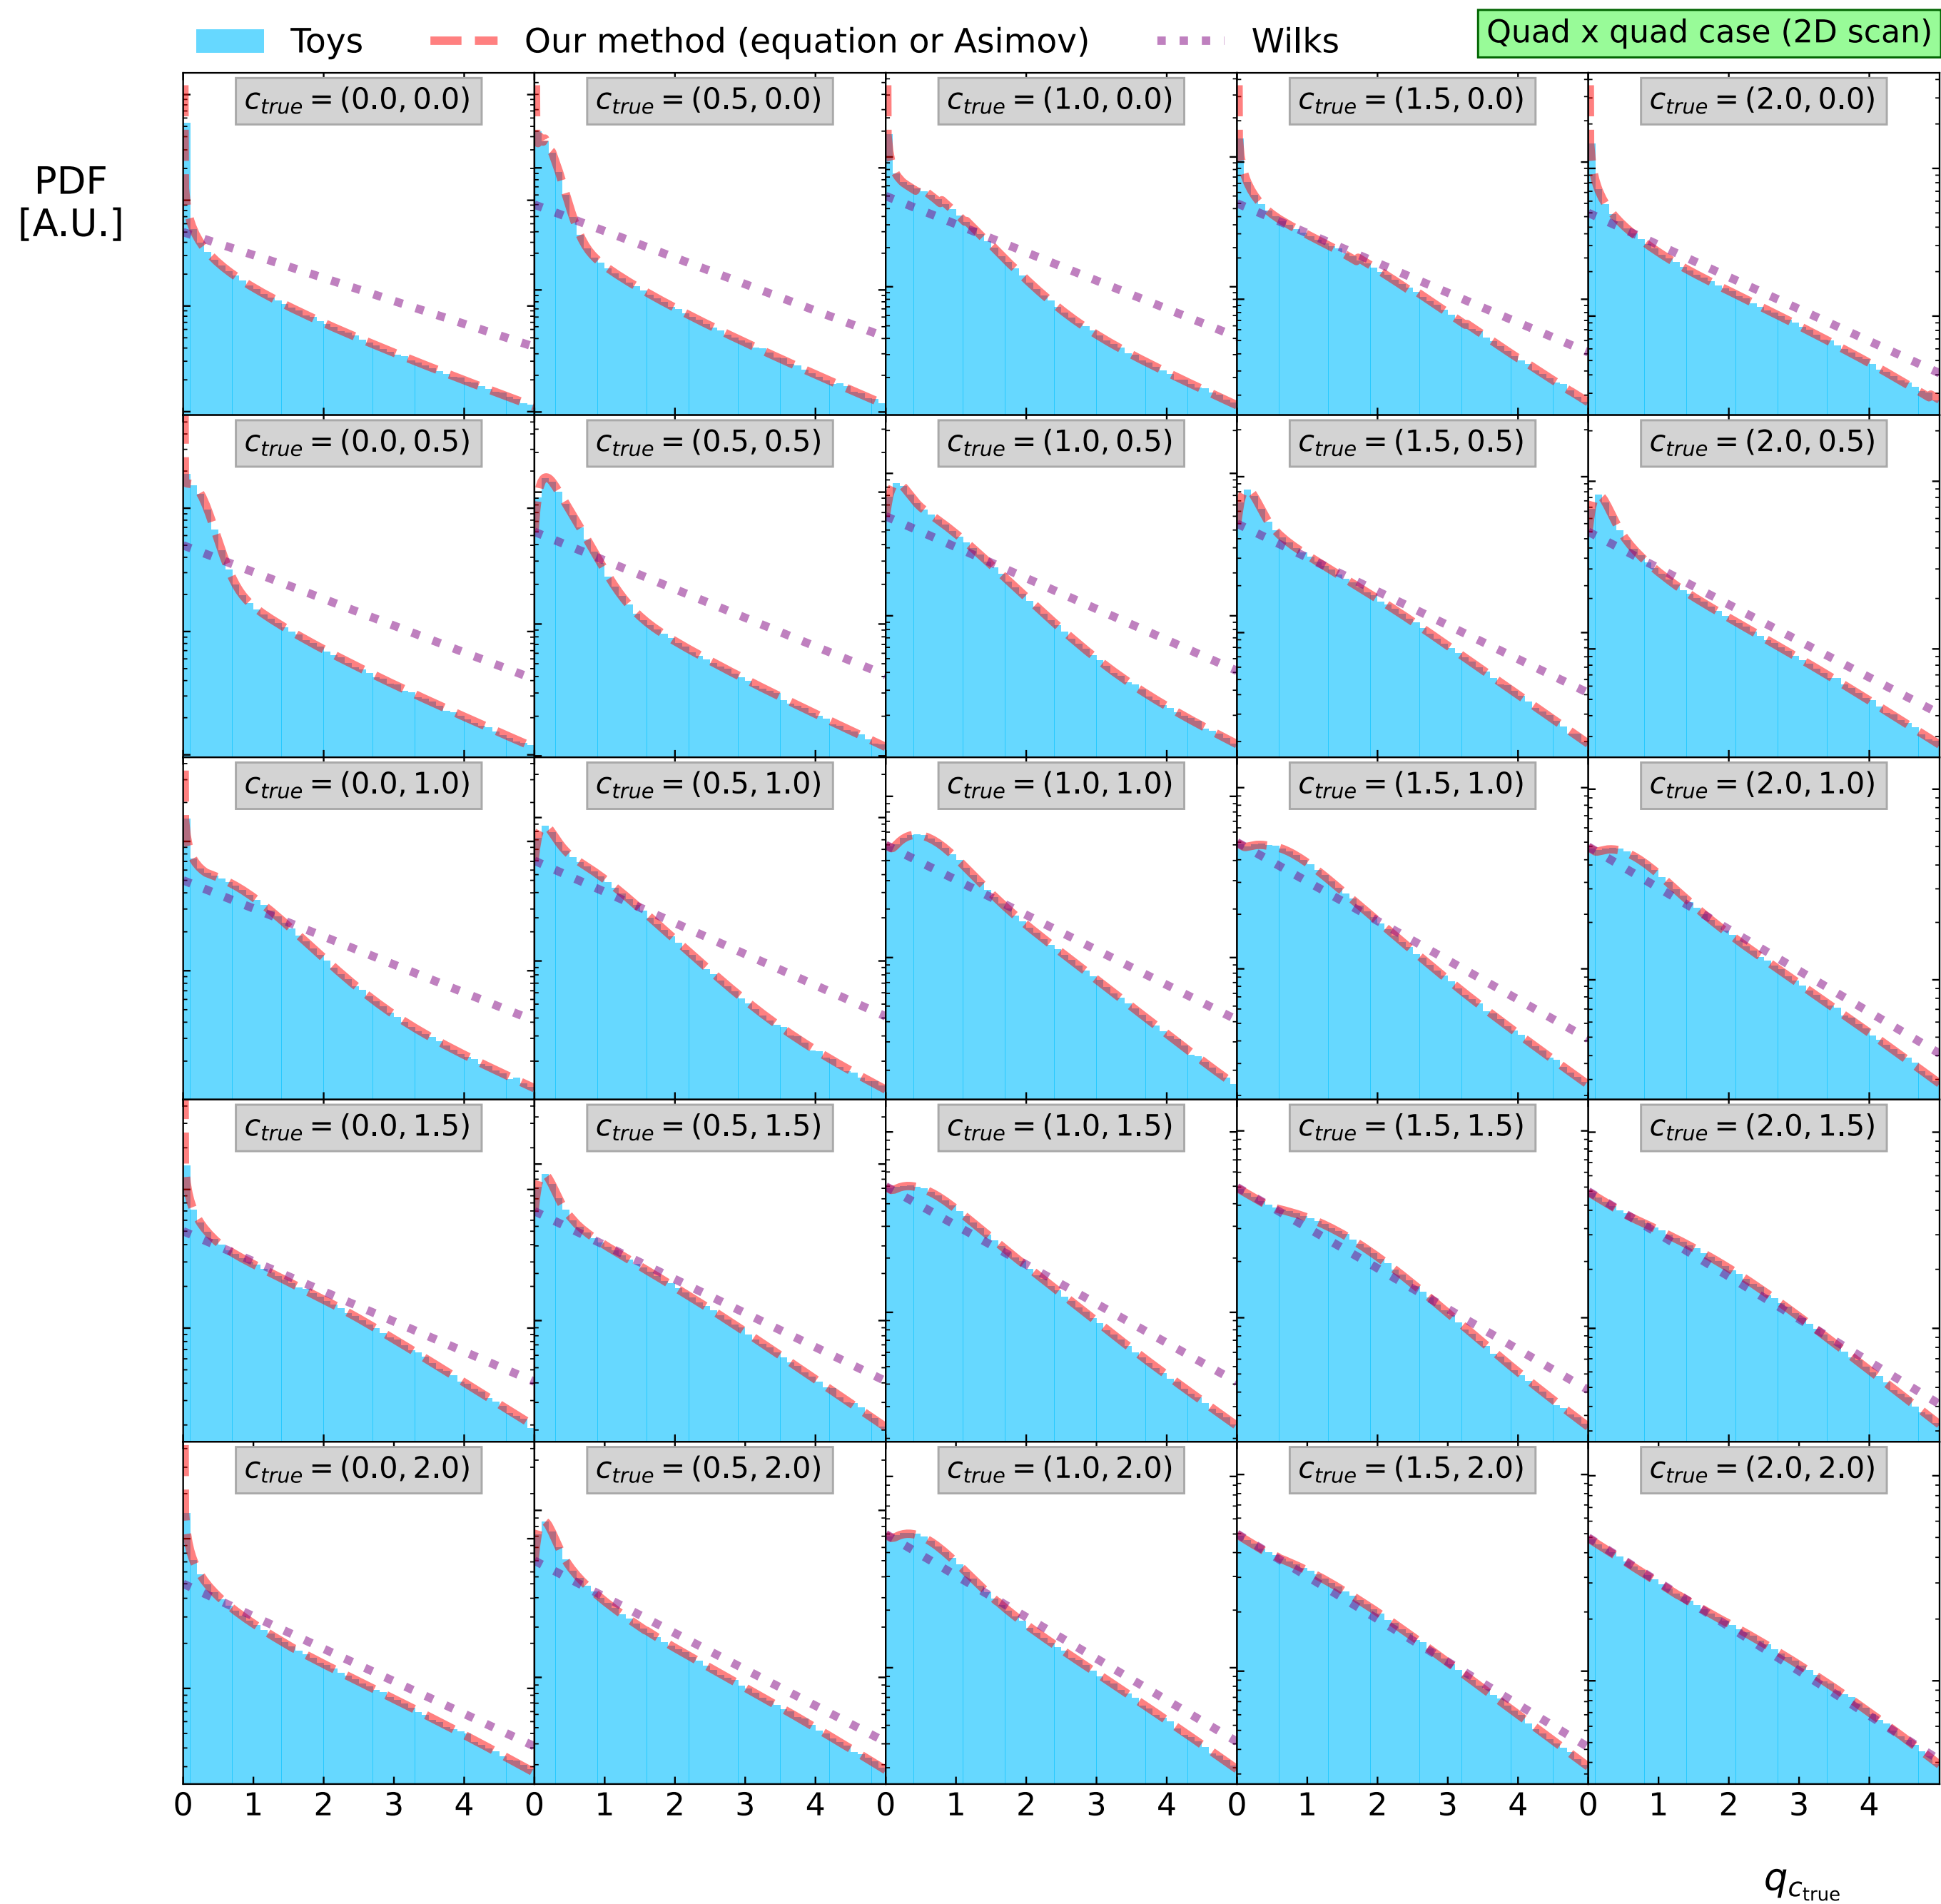 Toys Our method (equation or Asimov) Wilks Quad x quad case (2D scan)
PDF
[A.U.]
c_true = (0.0, 0.0) c_true = (0.5, 0.0) c_true = (1.0, 0.0) c_true = (1.5, 0.0) c_true = (2.0, 0.0)
c_true = (0.0, 0.5) c_true = (0.5, 0.5) c_true = (1.0, 0.5) c_true = (1.5, 0.5) c_true = (2.0, 0.5)
c_true = (0.0, 1.0) c_true = (0.5, 1.0) c_true = (1.0, 1.0) c_true = (1.5, 1.0) c_true = (2.0, 1.0)
c_true = (0.0, 1.5) c_true = (0.5, 1.5) c_true = (1.0, 1.5) c_true = (1.5, 1.5) c_true = (2.0, 1.5)
c_true = (0.0, 2.0) c_true = (0.5, 2.0) c_true = (1.0, 2.0) c_true = (1.5, 2.0) c_true = (2.0, 2.0)
0 1 2 3 4 0 1 2 3 4 0 1 2 3 4 0 1 2 3 4 0 1 2 3 4
q_c_true